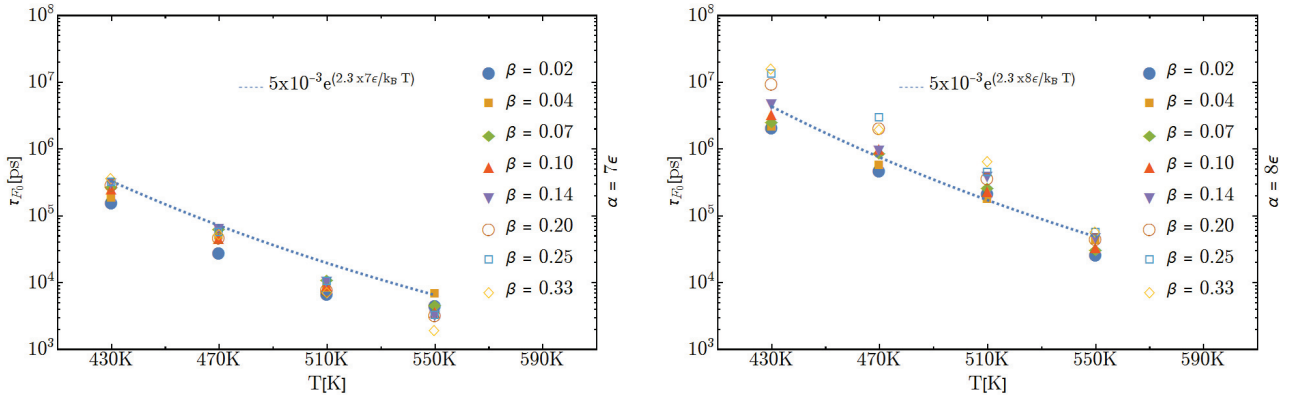 10^8
10^7
10^6
10^5
10^4
10^3
τ_{F_0}[ps]
5x10^{-3}e^{(2.3 x7ϵ/k_B T)}
β = 0.02
β = 0.04
β = 0.07
β = 0.10
β = 0.14
β = 0.20
β = 0.25
β = 0.33
α = 7ϵ
430K 470K 510K 550K 590K
T[K]
10^8
10^7
10^6
10^5
10^4
10^3
τ_{F_0}[ps]
5x10^{-3}e^{(2.3 x8ϵ/k_B T)}
β = 0.02
β = 0.04
β = 0.07
β = 0.10
β = 0.14
β = 0.20
β = 0.25
β = 0.33
α = 8ϵ
430K 470K 510K 550K 590K
T[K]